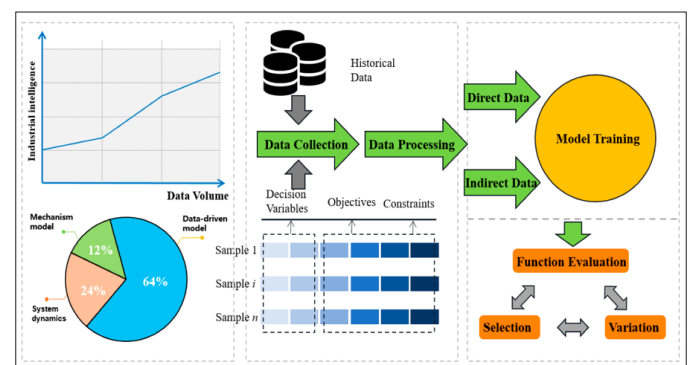 Industrial intelligence
Data Volume
Mechanism
model
Data-driven
model
12%
64%
24%
System
dynamics
Historical
Data
Data Collection
Data Processing
Decision
Variables
Objectives
Constraints
Sample 1
Sample i
Sample n
Direct Data
Indirect Data
Model Training
Function Evaluation
Selection
Variation